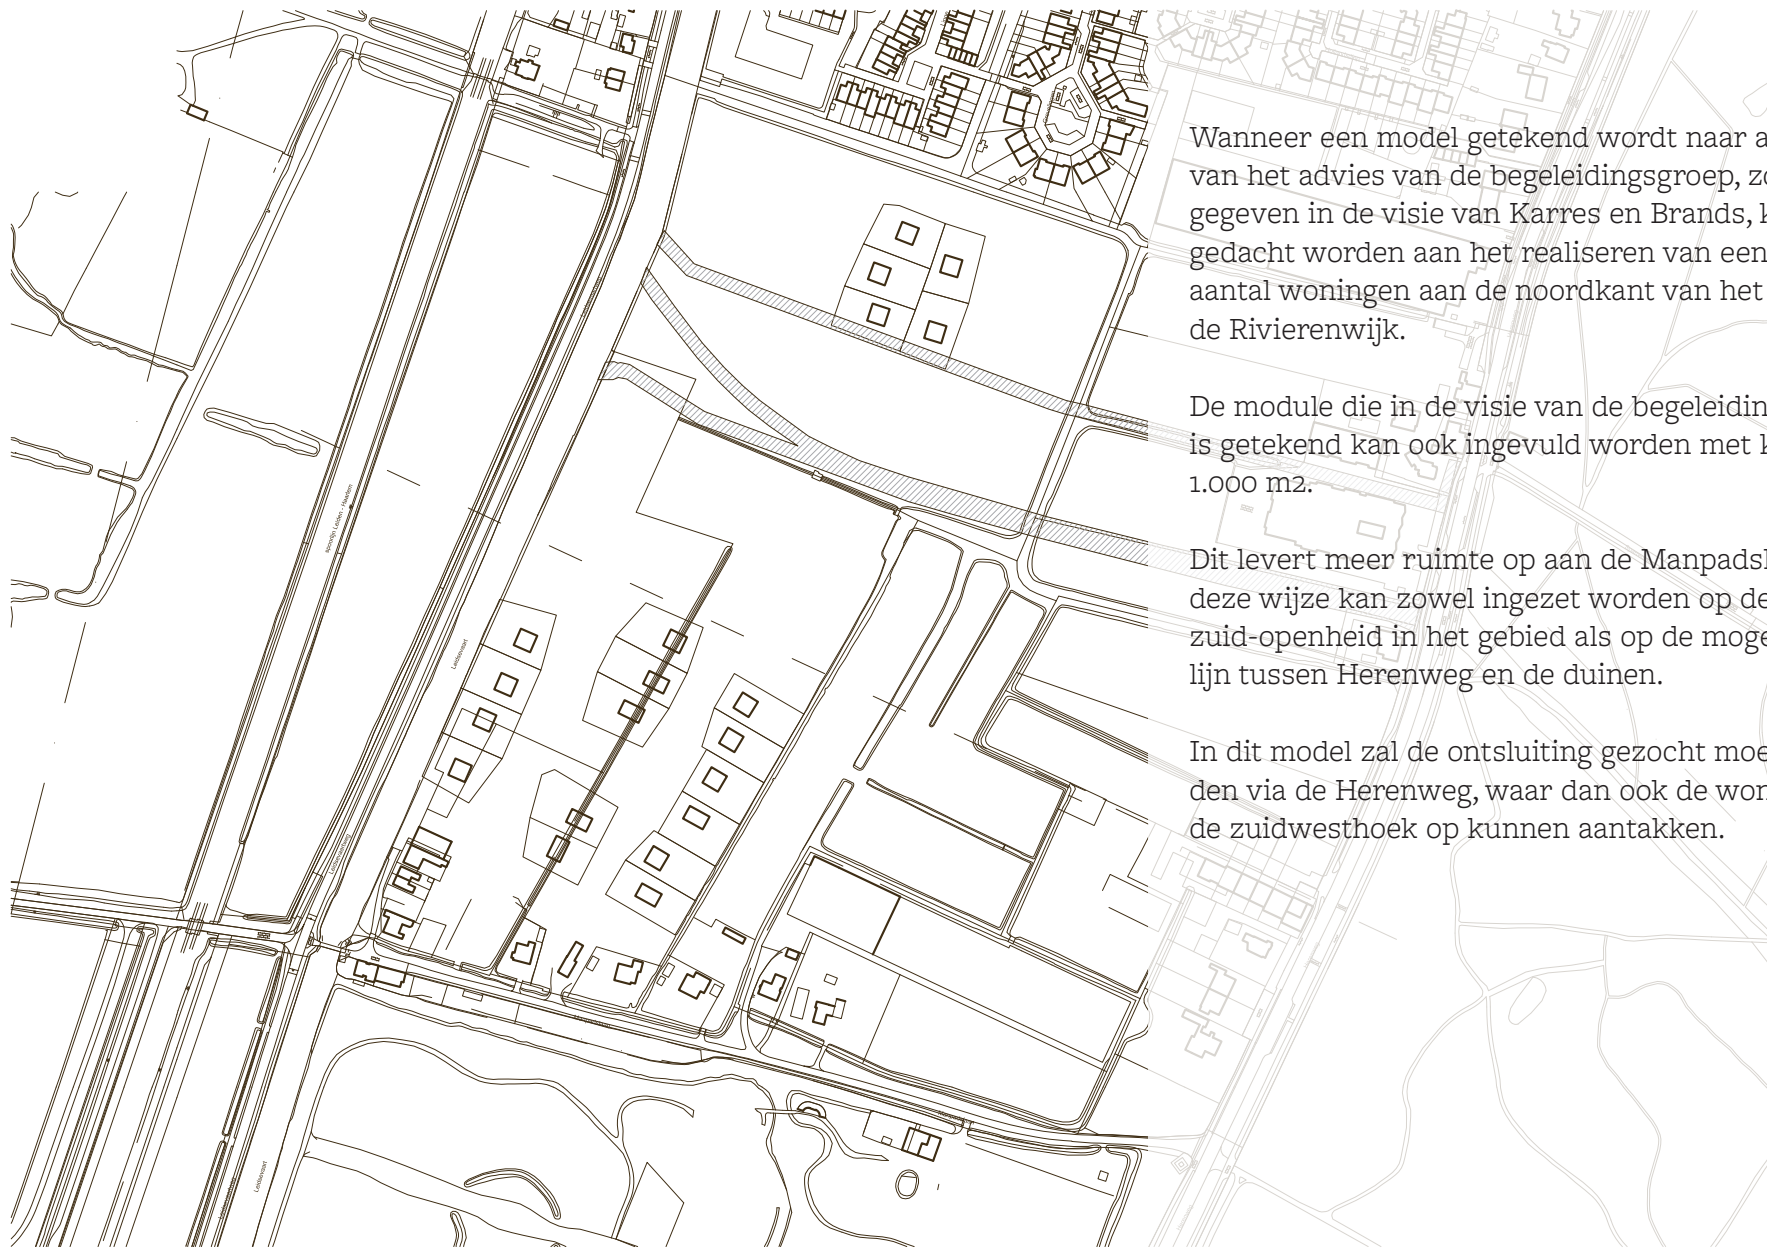 Wanneer een model getekend wordt naar a
van het advies van de begeleidingsgroep, zo
gegeven in de visie van Karres en Brands, k
gedacht worden aan het realiseren van een
aantal woningen aan de noordkant van het
de Rivierenwijk.
De module die in de visie van de begeleidin
is getekend kan ook ingevuld worden met k
1.000 m2.
Dit levert meer ruimte op aan de Manpadsl
deze wijze kan zowel ingezet worden op de
zuid-openheid in het gebied als op de moge
lijn tussen Herenweg en de duinen.
In dit model zal de ontsluiting gezocht moe
den via de Herenweg, waar dan ook de won
de zuidwesthoek op kunnen aantakken.
spoorlijn Leiden - Haarlem
Leidsevaart
Leidsevaart